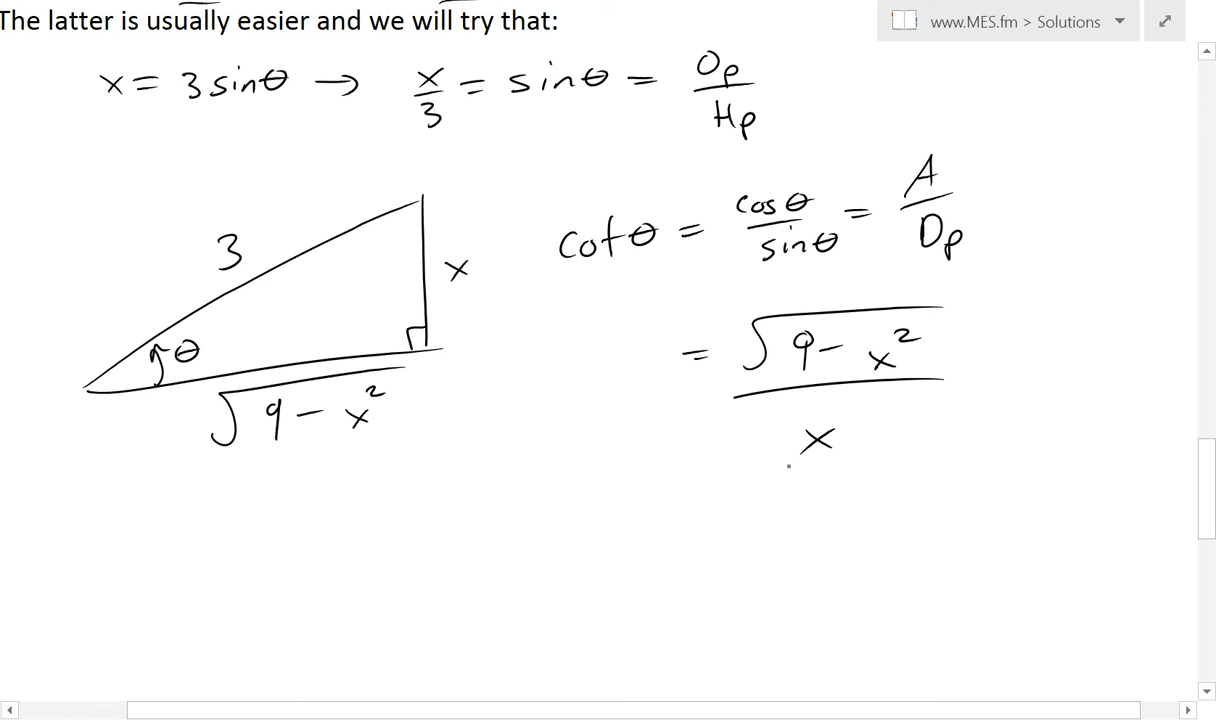 The latter is usually easier and we will try that:
www.MES.fm > Solutions
x = 3 sinθ → x/3 = sinθ = Op/Hp
cotθ = cosθ/sinθ = A/Op
3
x
θ
√9 - x²
= √9 - x² / x